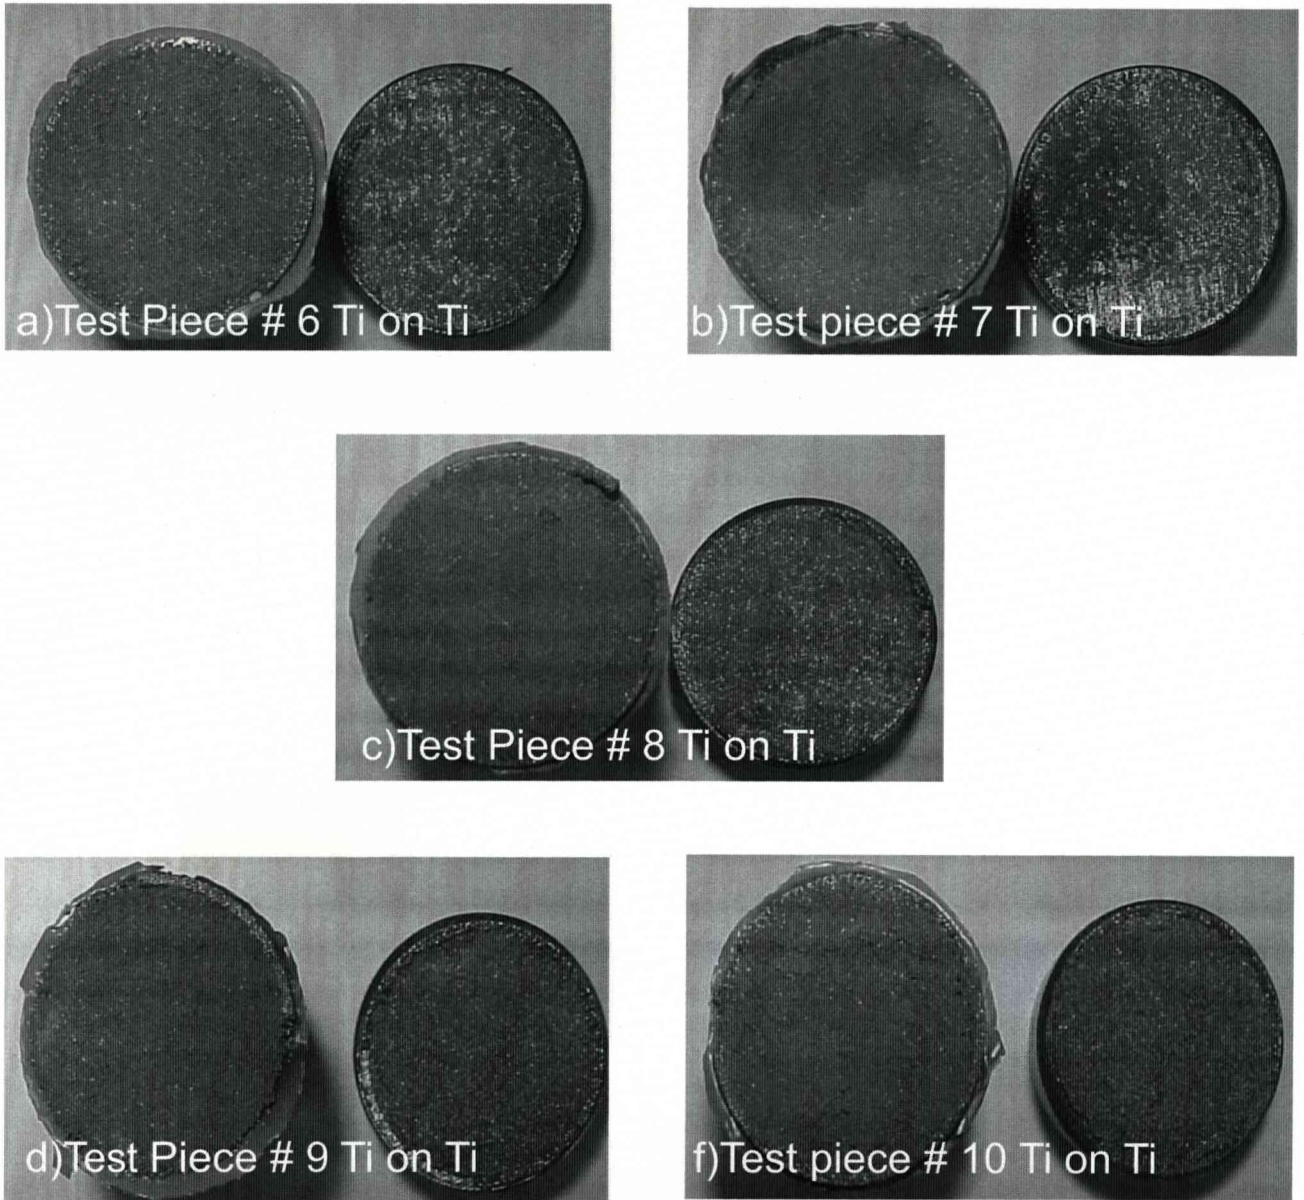 a)Test Piece # 6 Ti on Ti
b)Test piece # 7 Ti on Ti
c)Test Piece # 8 Ti on Ti
d)Test Piece # 9 Ti on Ti
f)Test piece # 10 Ti on Ti